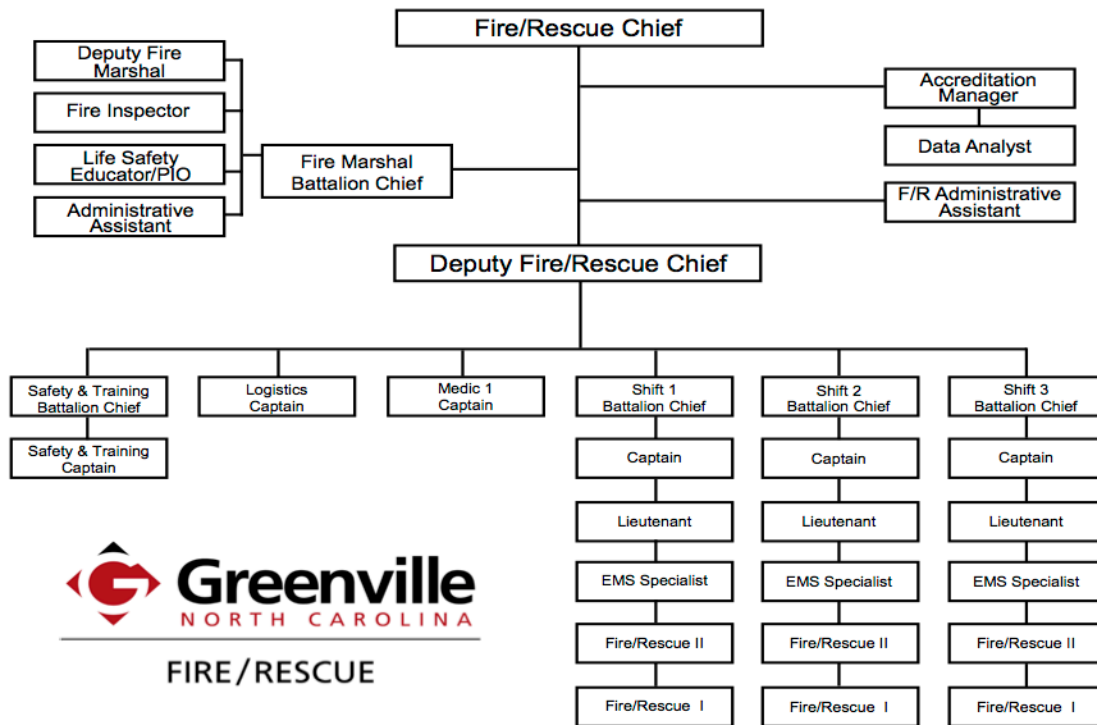 Fire/Rescue Chief
Deputy Fire
Marshal
Fire Inspector
Life Safety
Educator/PIO
Administrative
Assistant
Fire Marshal
Battalion Chief
Accreditation
Manager
Data Analyst
F/R Administrative
Assistant
Deputy Fire/Rescue Chief
Safety & Training
Battalion Chief
Safety & Training
Captain
Logistics
Captain
Medic 1
Captain
Shift 1
Battalion Chief
Captain
Lieutenant
EMS Specialist
Fire/Rescue II
Fire/Rescue I
Shift 2
Battalion Chief
Captain
Lieutenant
EMS Specialist
Fire/Rescue II
Fire/Rescue I
Shift 3
Battalion Chief
Captain
Lieutenant
EMS Specialist
Fire/Rescue II
Fire/Rescue I
G Greenville
NORTH CAROLINA
FIRE/RESCUE